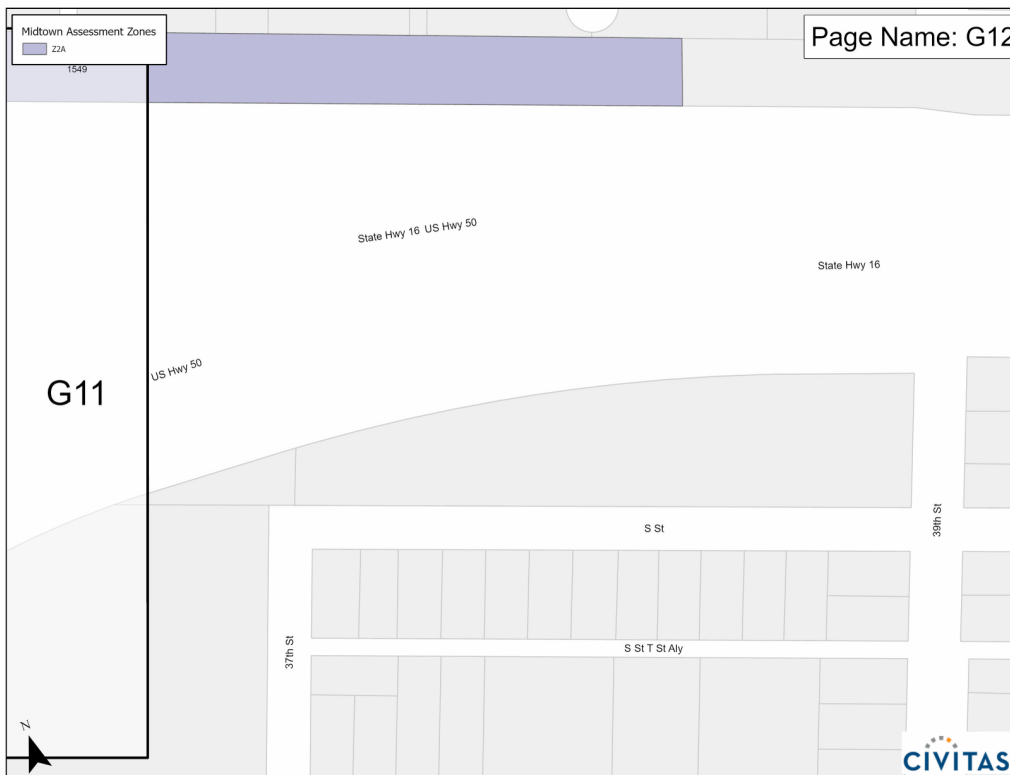 Midtown Assessment Zones
Z2A
Page Name: G12
1549
State Hwy 16 US Hwy 50
State Hwy 16
US Hwy 50
G11
S St
39th St
37th St
S St T St Aly
N
CIVITAS